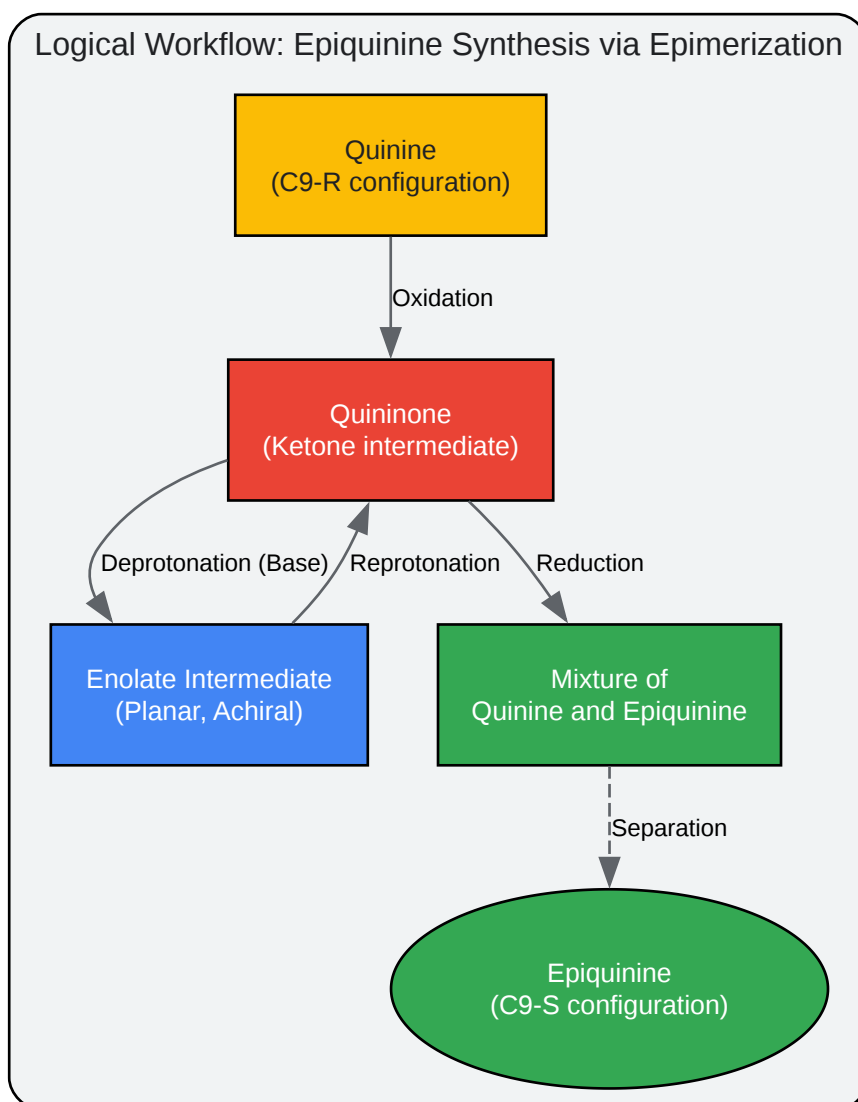 Logical Workflow: Epiquinine Synthesis via Epimerization
Quinine
(C9-R configuration)
Oxidation
Quininone
(Ketone intermediate)
Deprotonation (Base)
Reprotonation
Reduction
Enolate Intermediate
(Planar, Achiral)
Mixture of
Quinine and Epiquinine
Separation
Epiquinine
(C9-S configuration)